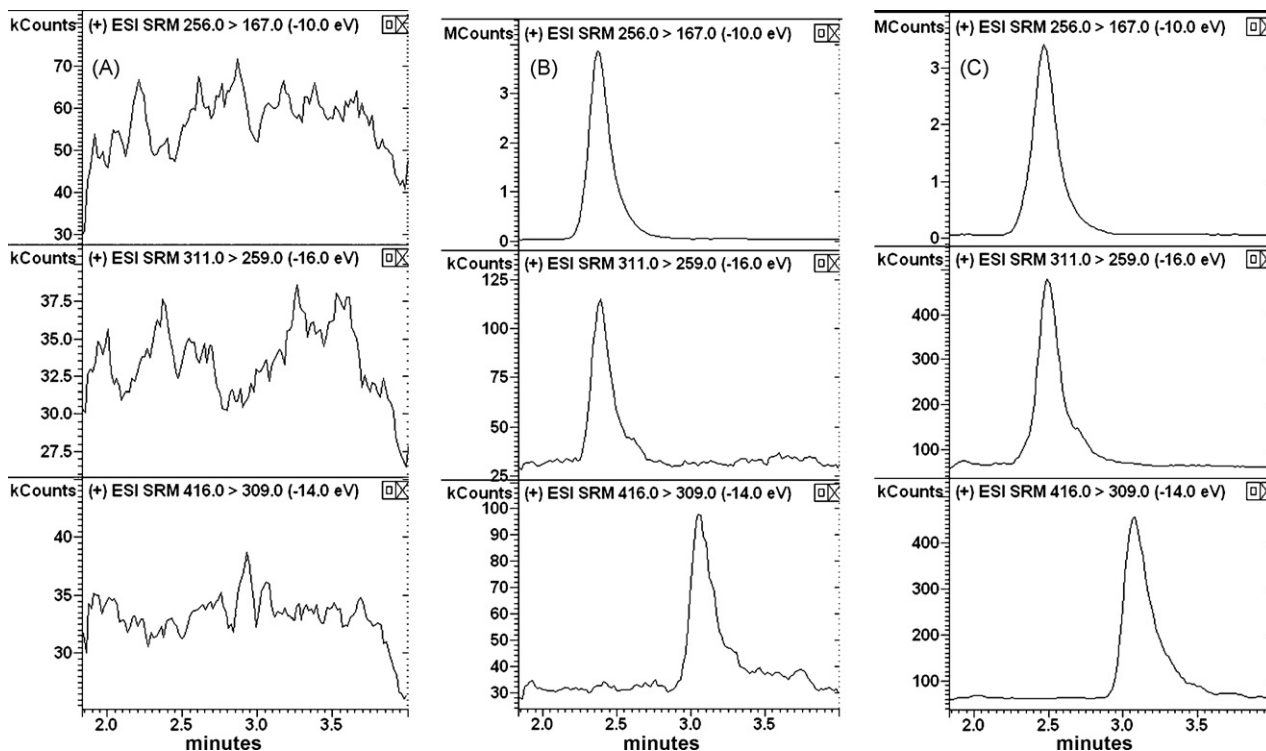 kCounts (+) ESI SRM 256.0 > 167.0 (-10.0 eV)
(A)
70
60
50
40
30
kCounts (+) ESI SRM 311.0 > 259.0 (-16.0 eV)
37.5
35.0
32.5
30.0
27.5
kCounts (+) ESI SRM 416.0 > 309.0 (-14.0 eV)
40
35
30
2.0 2.5 3.0 3.5
minutes
MCounts (+) ESI SRM 256.0 > 167.0 (-10.0 eV)
(B)
3
2
1
0
kCounts (+) ESI SRM 311.0 > 259.0 (-16.0 eV)
125
100
75
50
25
kCounts (+) ESI SRM 416.0 > 309.0 (-14.0 eV)
100
90
80
70
60
50
40
30
2.0 2.5 3.0 3.5
minutes
MCounts (+) ESI SRM 256.0 > 167.0 (-10.0 eV)
(C)
3
2
1
0
kCounts (+) ESI SRM 311.0 > 259.0 (-16.0 eV)
400
300
200
100
kCounts (+) ESI SRM 416.0 > 309.0 (-14.0 eV)
400
300
200
100
2.0 2.5 3.0 3.5
minutes